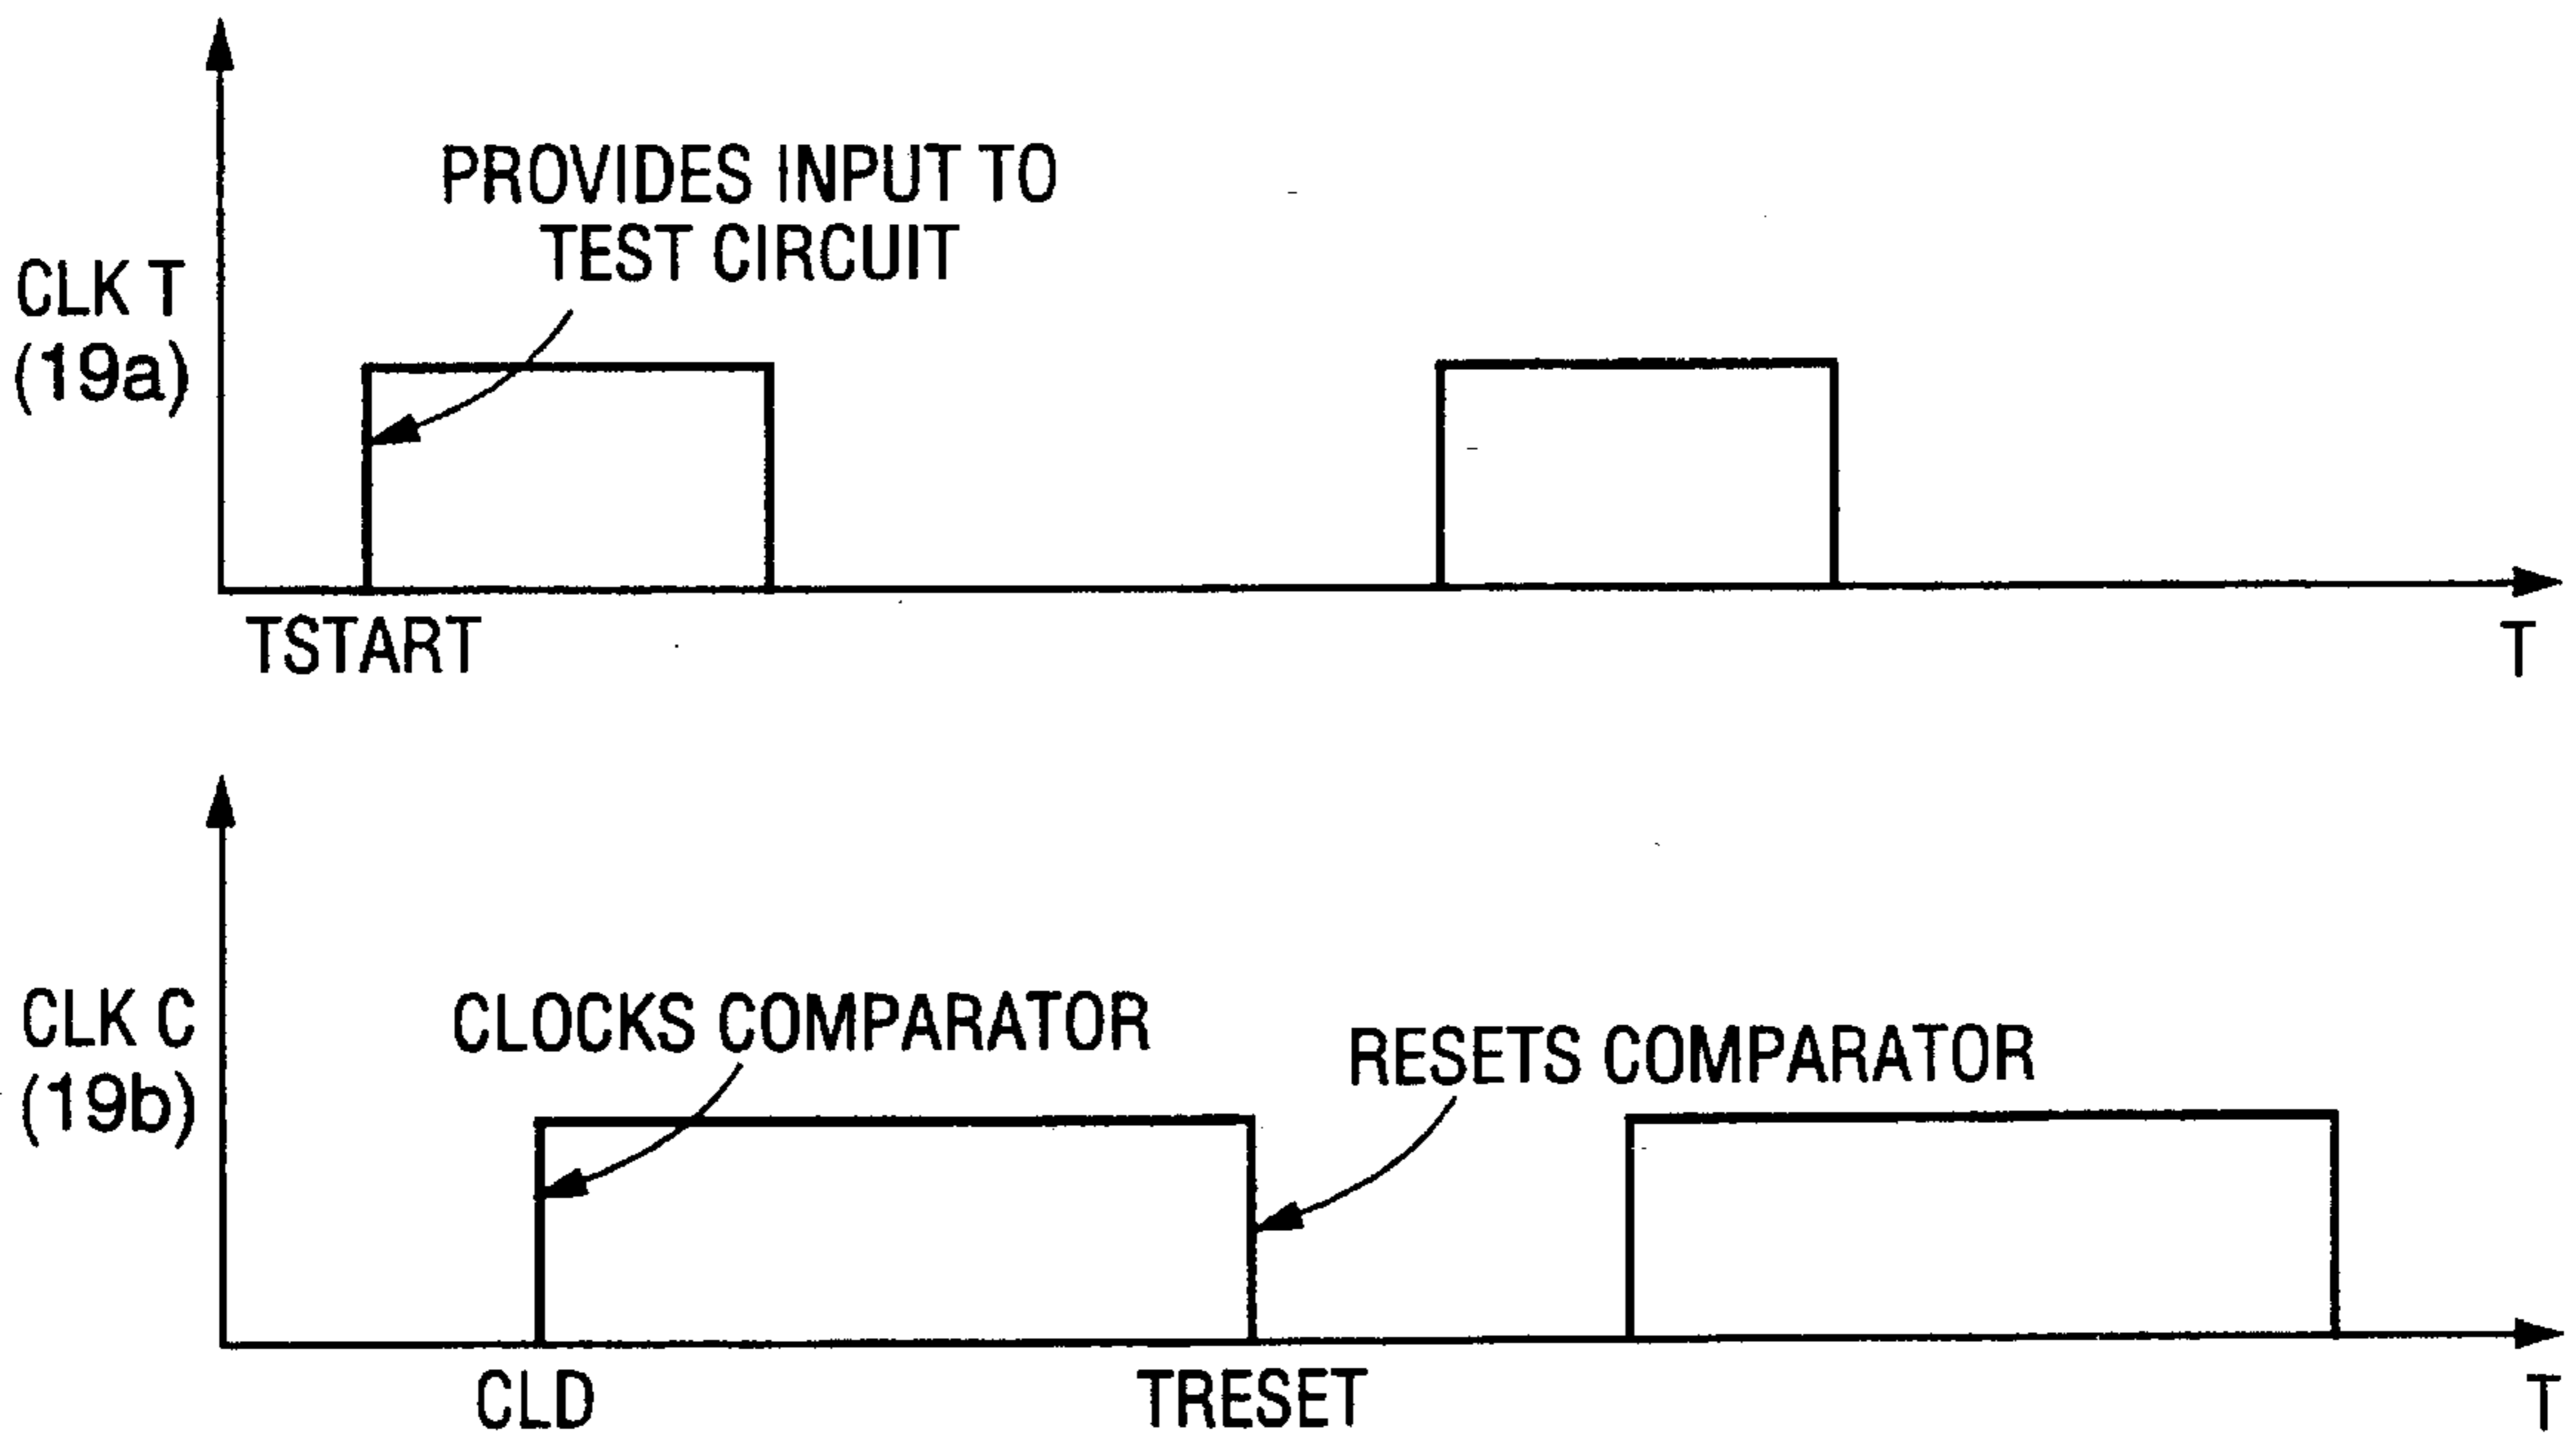 PROVIDES INPUT TO
TEST CIRCUIT
CLK T
(19a)
TSTART
T
CLK C
(19b)
CLOCKS COMPARATOR
RESETS COMPARATOR
CLD
TRESET
T